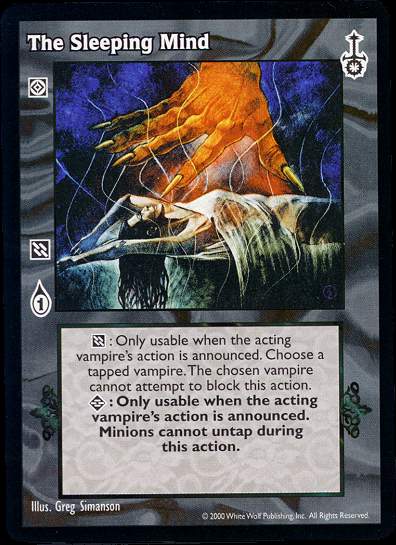 The Sleeping Mind
1
: Only usable when the acting
vampire's action is announced. Choose a
tapped vampire. The chosen vampire
cannot attempt to block this action.
: Only usable when the acting
vampire's action is announced.
Minions cannot untap during
this action.
Illus. Greg Simanson
© 2000 White Wolf Publishing, Inc. All Rights Reserved.